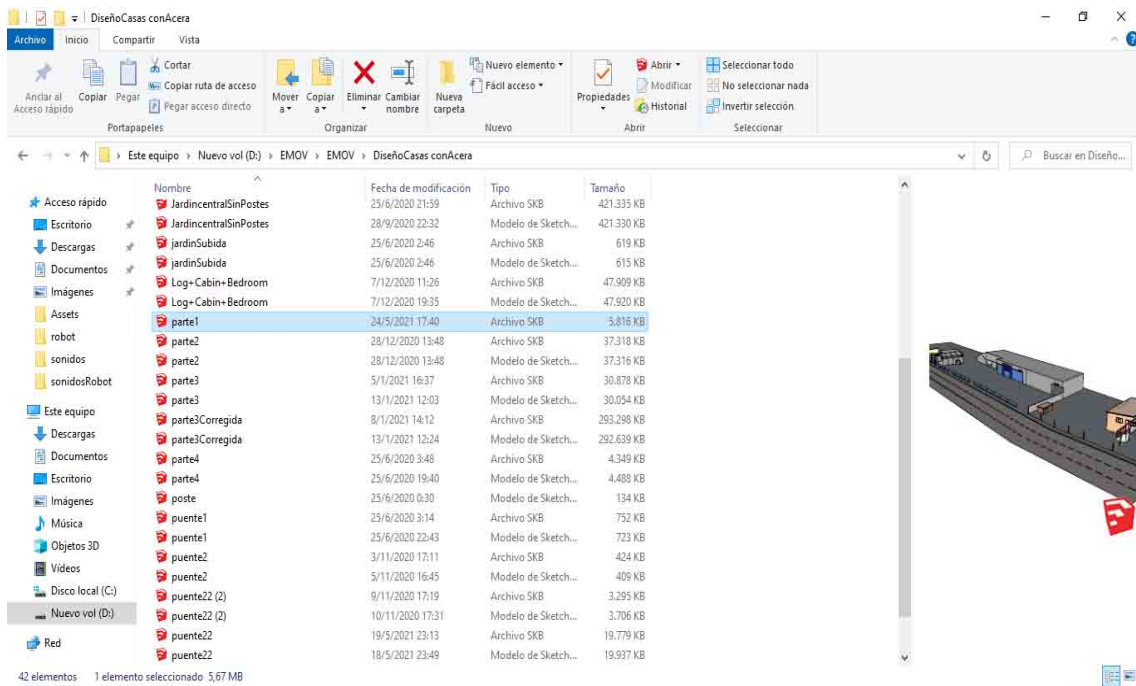 DiseñoCasas conAcera
Archivo Inicio Compartir Vista
Anclar al Acceso rápido
Copiar
Pegar
Cortar
Copiar ruta de acceso
Pegar acceso directo
Portapapeles
Mover a
Copiar a
Eliminar
Cambiar nombre
Organizar
Nueva carpeta
Nuevo elemento
Fácil acceso
Nuevo
Propiedades
Abrir
Modificar
Historial
Abrir
Seleccionar todo
No seleccionar nada
Invertir selección
Seleccionar
Este equipo > Nuevo vol (D:) > EMOV > EMOV > DiseñoCasas conAcera
Buscar en Diseño...
Acceso rápido
Escritorio
Descargas
Documentos
Imágenes
Assets
robot
sonidos
sonidosRobot
Este equipo
Descargas
Documentos
Escritorio
Imágenes
Música
Objetos 3D
Vídeos
Disco local (C:)
Nuevo vol (D:)
Red
Nombre Fecha de modificación Tipo Tamaño
JardincentralSinPostes 25/6/2020 21:59 Archivo SKB 421.335 KB
JardincentralSinPostes 28/9/2020 22:32 Modelo de Sketch... 421.330 KB
jardinSubida 25/6/2020 2:46 Archivo SKB 619 KB
jardinSubida 25/6/2020 2:46 Modelo de Sketch... 615 KB
Log+Cabin+Bedroom 7/12/2020 11:26 Archivo SKB 47.909 KB
Log+Cabin+Bedroom 7/12/2020 19:35 Modelo de Sketch... 47.920 KB
parte1 24/5/2021 17:40 Archivo SKB 5.816 KB
parte2 28/12/2020 13:48 Archivo SKB 37.318 KB
parte2 28/12/2020 13:48 Modelo de Sketch... 37.316 KB
parte3 5/1/2021 16:37 Archivo SKB 30.878 KB
parte3 13/1/2021 12:03 Modelo de Sketch... 30.054 KB
parte3Corregida 8/1/2021 14:12 Archivo SKB 293.298 KB
parte3Corregida 13/1/2021 12:24 Modelo de Sketch... 292.639 KB
parte4 25/6/2020 3:48 Archivo SKB 4.349 KB
parte4 25/6/2020 19:40 Modelo de Sketch... 4.488 KB
poste 25/6/2020 0:30 Modelo de Sketch... 134 KB
puente1 25/6/2020 3:14 Archivo SKB 752 KB
puente1 25/6/2020 22:43 Modelo de Sketch... 723 KB
puente2 3/11/2020 17:11 Archivo SKB 424 KB
puente2 5/11/2020 16:45 Modelo de Sketch... 409 KB
puente22 (2) 9/11/2020 17:19 Archivo SKB 3.295 KB
puente22 (2) 10/11/2020 17:31 Modelo de Sketch... 3.706 KB
puente22 19/5/2021 23:13 Archivo SKB 19.779 KB
puente22 18/5/2021 23:49 Modelo de Sketch... 19.937 KB
42 elementos 1 elemento seleccionado 5,67 MB